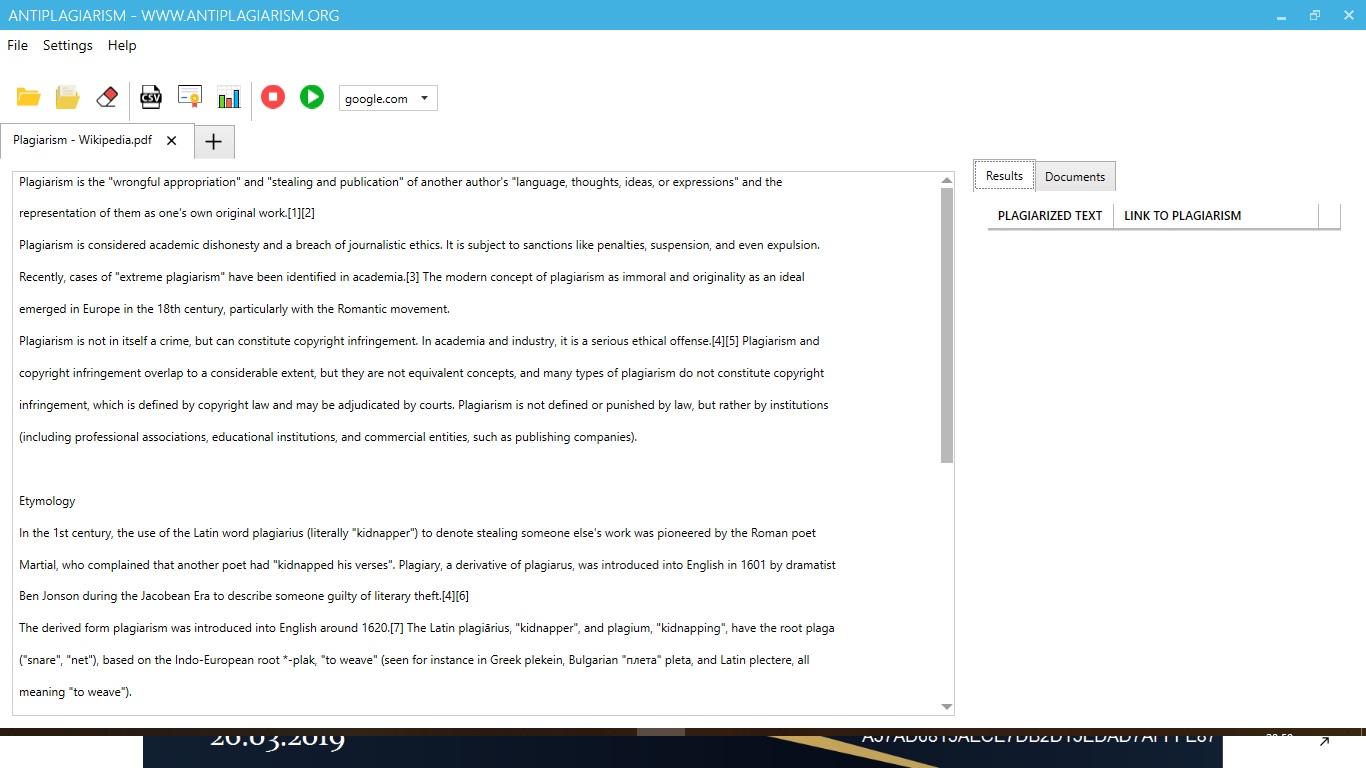 ANTIPLAGIARISM - WWW.ANTIPLAGIARISM.ORG
File Settings Help
CSV
google.com
Plagiarism - Wikipedia.pdf
Results Documents
PLAGIARIZED TEXT LINK TO PLAGIARISM
Plagiarism is the "wrongful appropriation" and "stealing and publication" of another author's "language, thoughts, ideas, or expressions" and the
representation of them as one's own original work.[1][2]
Plagiarism is considered academic dishonesty and a breach of journalistic ethics. It is subject to sanctions like penalties, suspension, and even expulsion.
Recently, cases of "extreme plagiarism" have been identified in academia.[3] The modern concept of plagiarism as immoral and originality as an ideal
emerged in Europe in the 18th century, particularly with the Romantic movement.
Plagiarism is not in itself a crime, but can constitute copyright infringement. In academia and industry, it is a serious ethical offense.[4][5] Plagiarism and
copyright infringement overlap to a considerable extent, but they are not equivalent concepts, and many types of plagiarism do not constitute copyright
infringement, which is defined by copyright law and may be adjudicated by courts. Plagiarism is not defined or punished by law, but rather by institutions
(including professional associations, educational institutions, and commercial entities, such as publishing companies).
Etymology
In the 1st century, the use of the Latin word plagiarius (literally "kidnapper") to denote stealing someone else's work was pioneered by the Roman poet
Martial, who complained that another poet had "kidnapped his verses". Plagiary, a derivative of plagiarus, was introduced into English in 1601 by dramatist
Ben Jonson during the Jacobean Era to describe someone guilty of literary theft.[4][6]
The derived form plagiarism was introduced into English around 1620.[7] The Latin plagiārius, "kidnapper", and plagium, "kidnapping", have the root plaga
("snare", "net"), based on the Indo-European root *-plak, "to weave" (seen for instance in Greek plekein, Bulgarian "плета" pleta, and Latin plectere, all
meaning "to weave").
26.03.2019